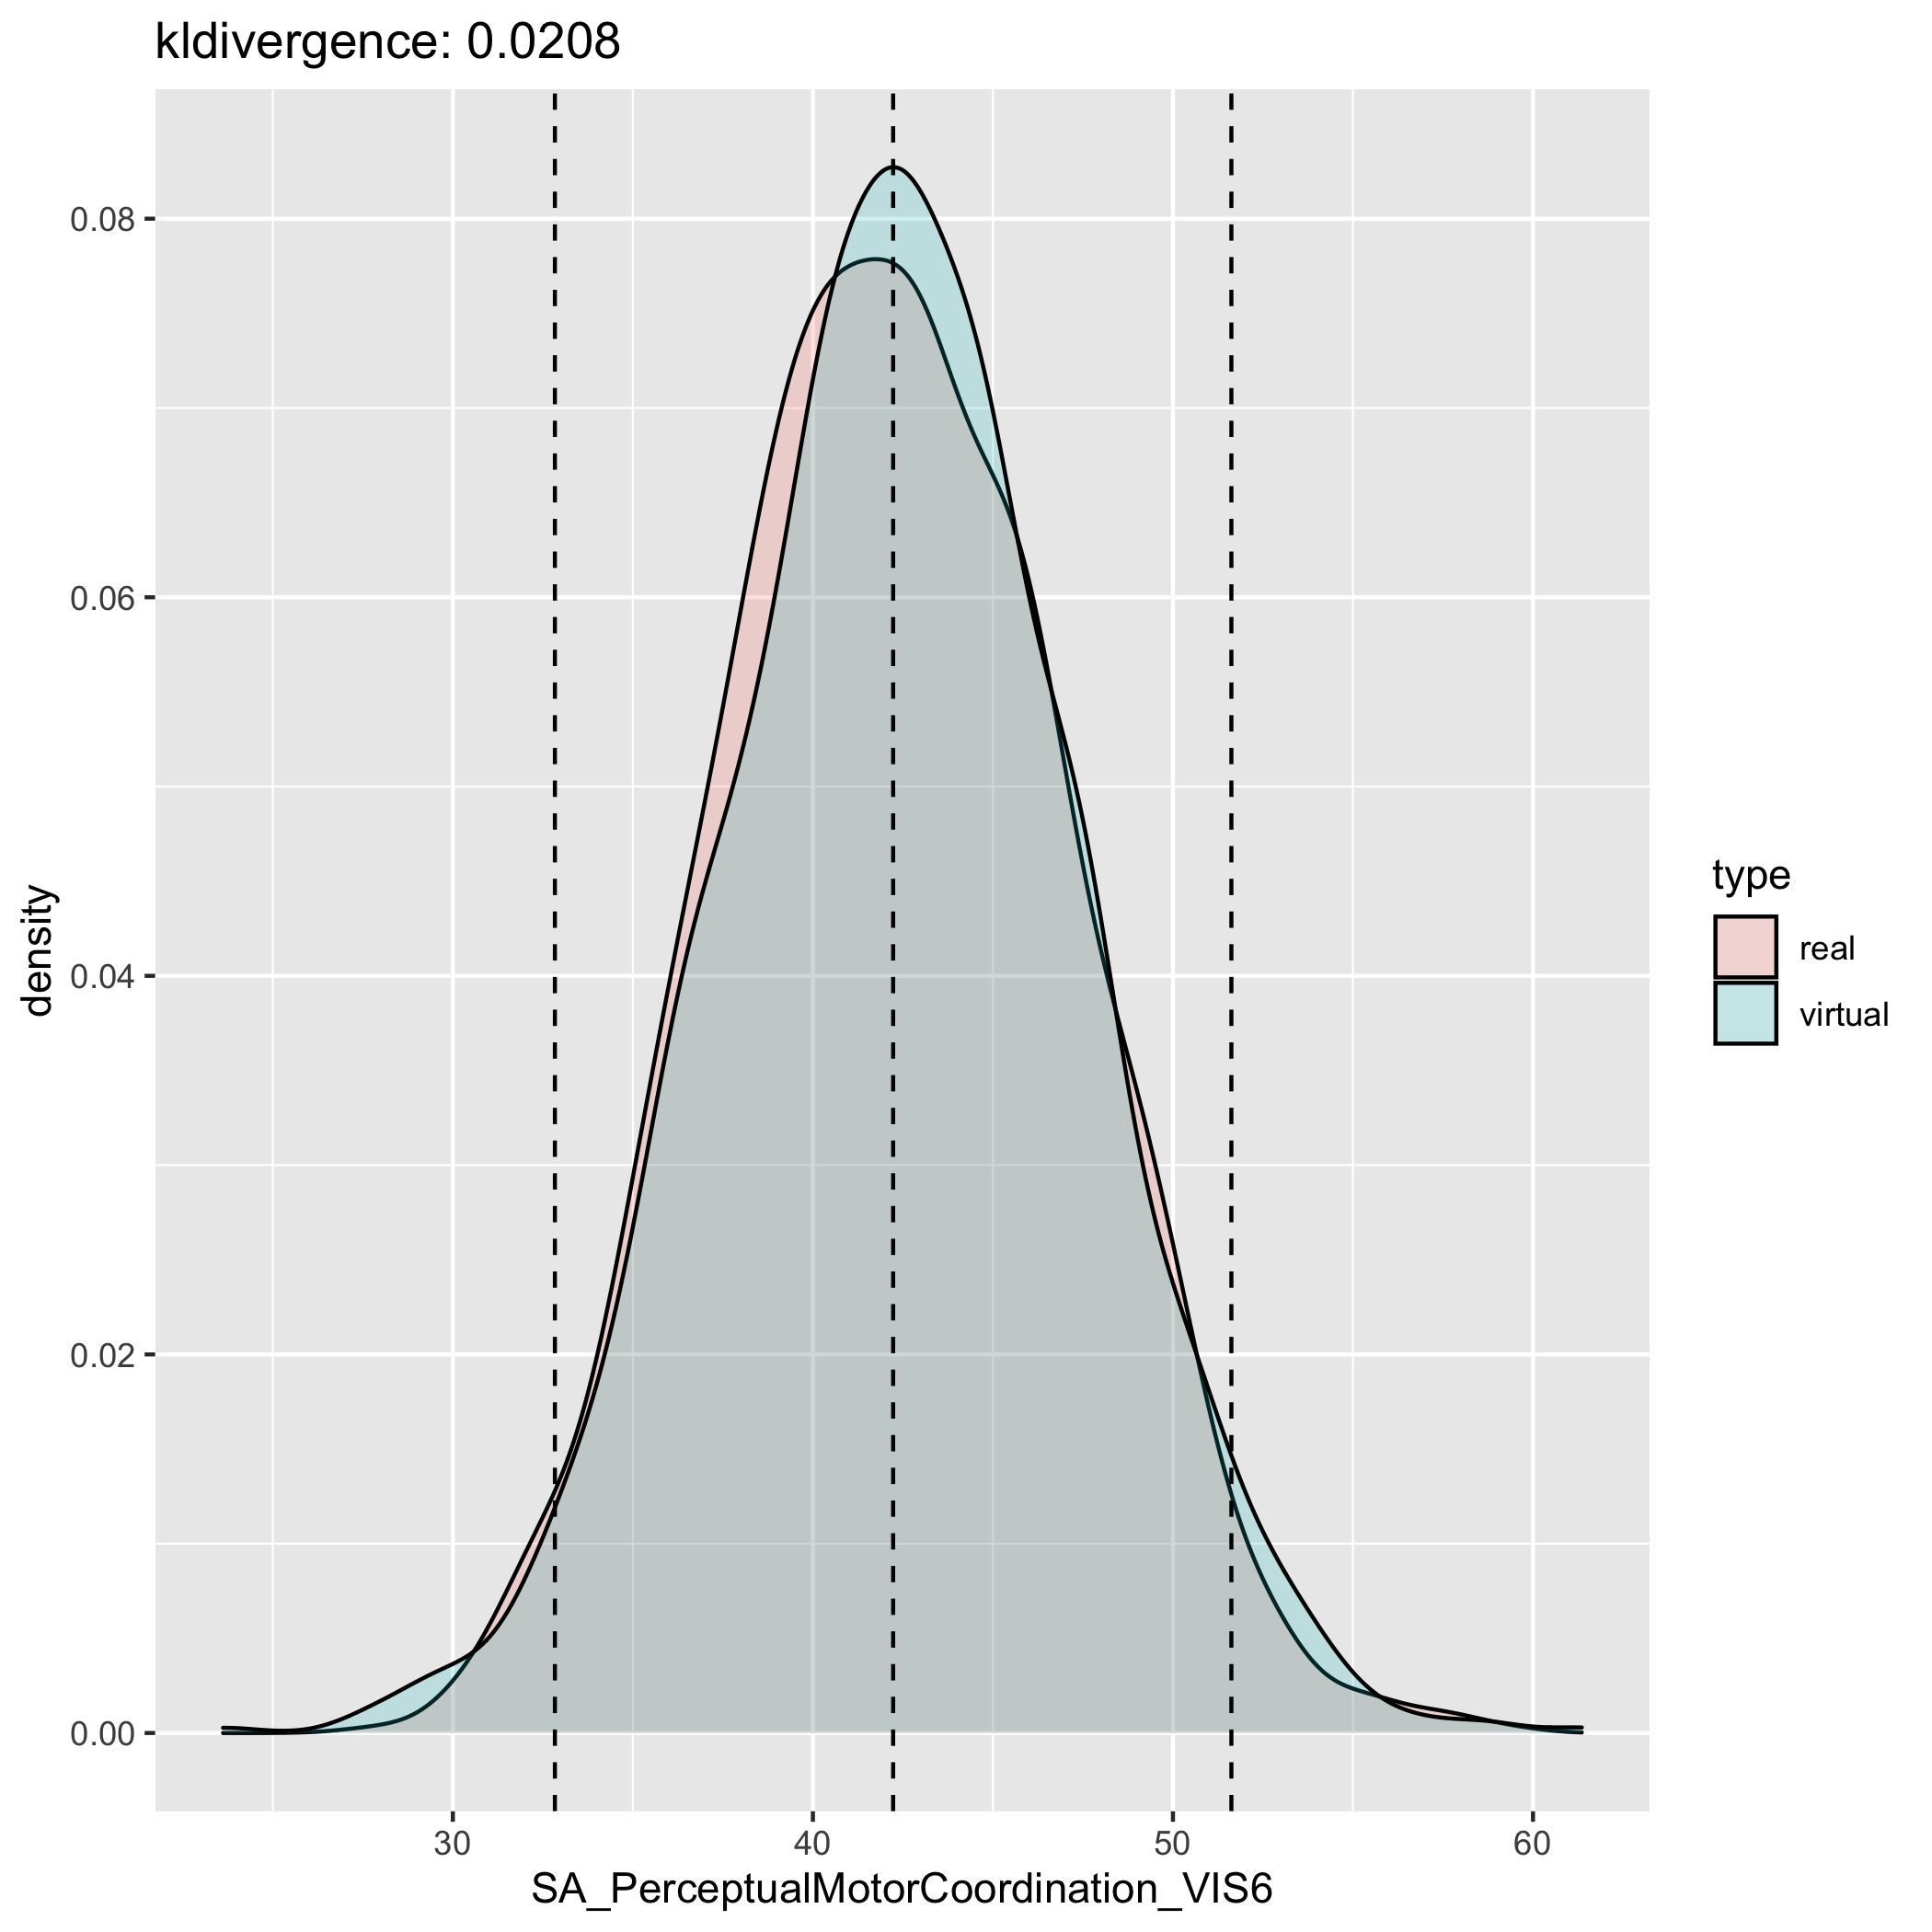 kldivergence: 0.0208
0.08
0.06
0.04
0.02
0.00
density
30 40 50 60
SA_PerceptualMotorCoordination_VIS6
type
real
virtual